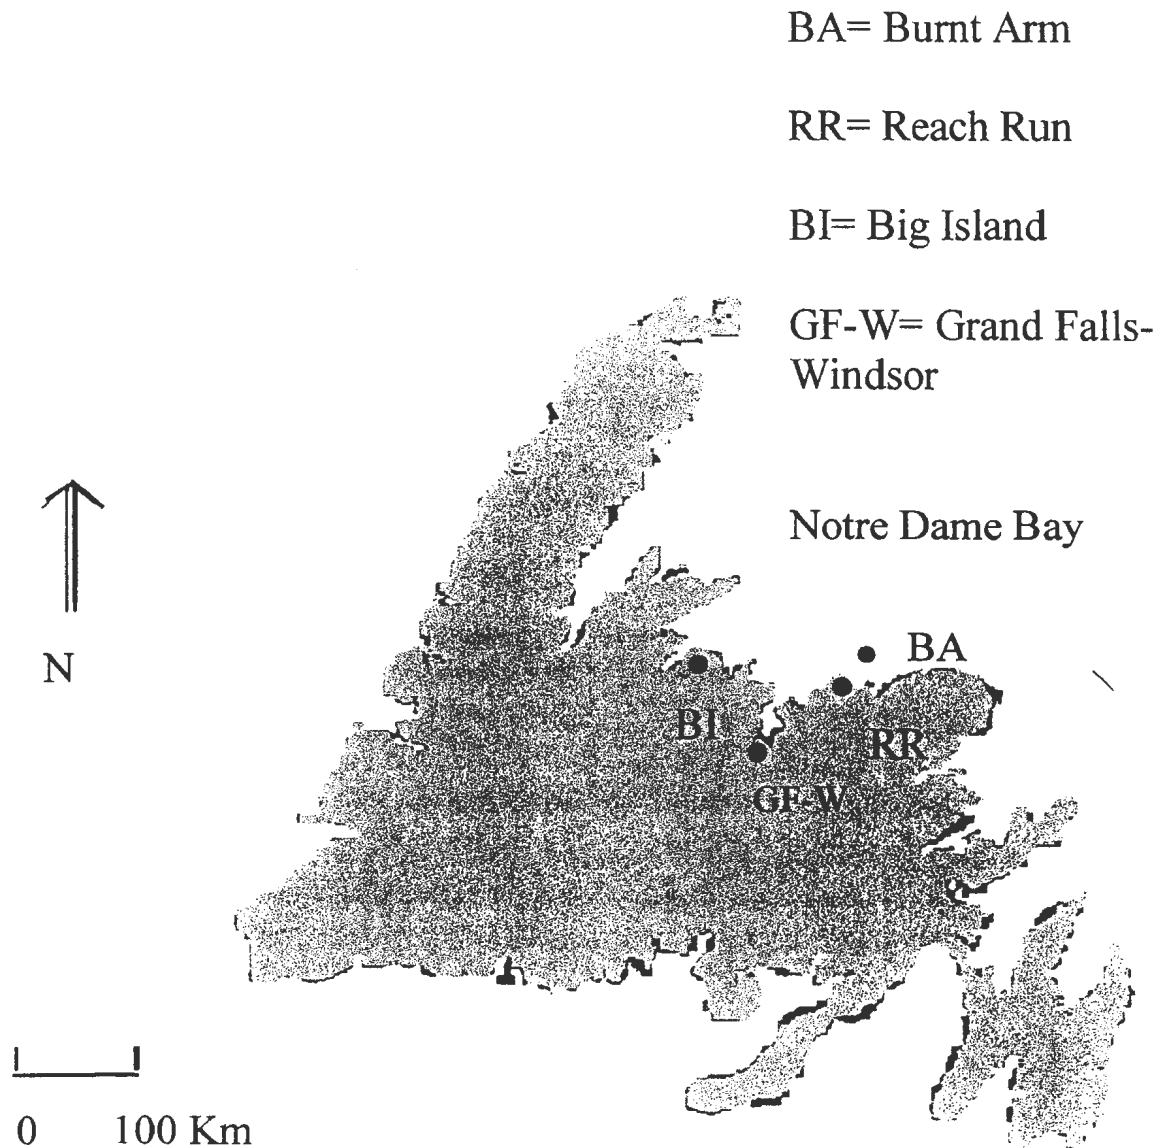 BA= Burnt Arm
RR= Reach Run
BI= Big Island
GF-W= Grand Falls-
Windsor
Notre Dame Bay
N
BA
BI
RR
GF-W
0 100 Km